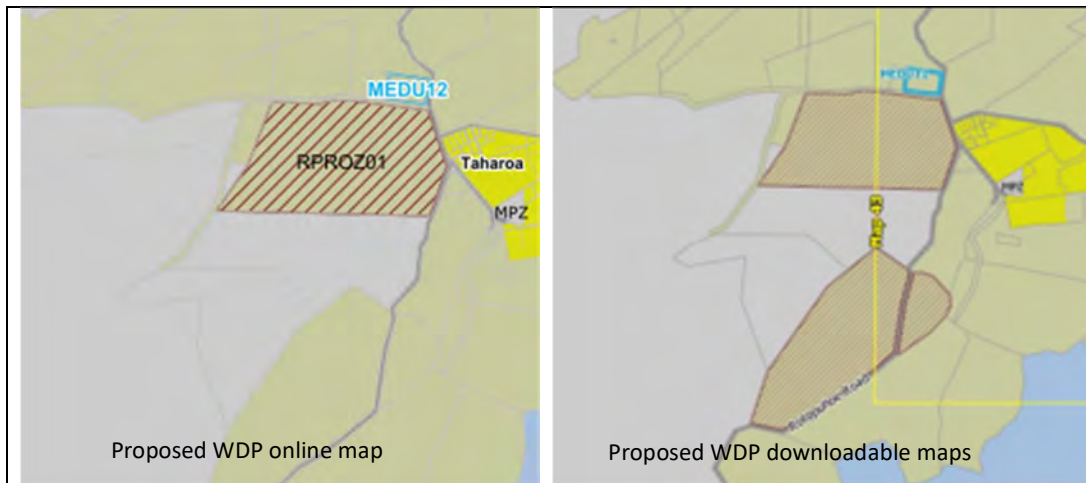 MEDU12
RPROZ01
Taharoa
MPZ
Proposed WDP online map
MEDU12
MPZ
Proposed WDP downloadable maps